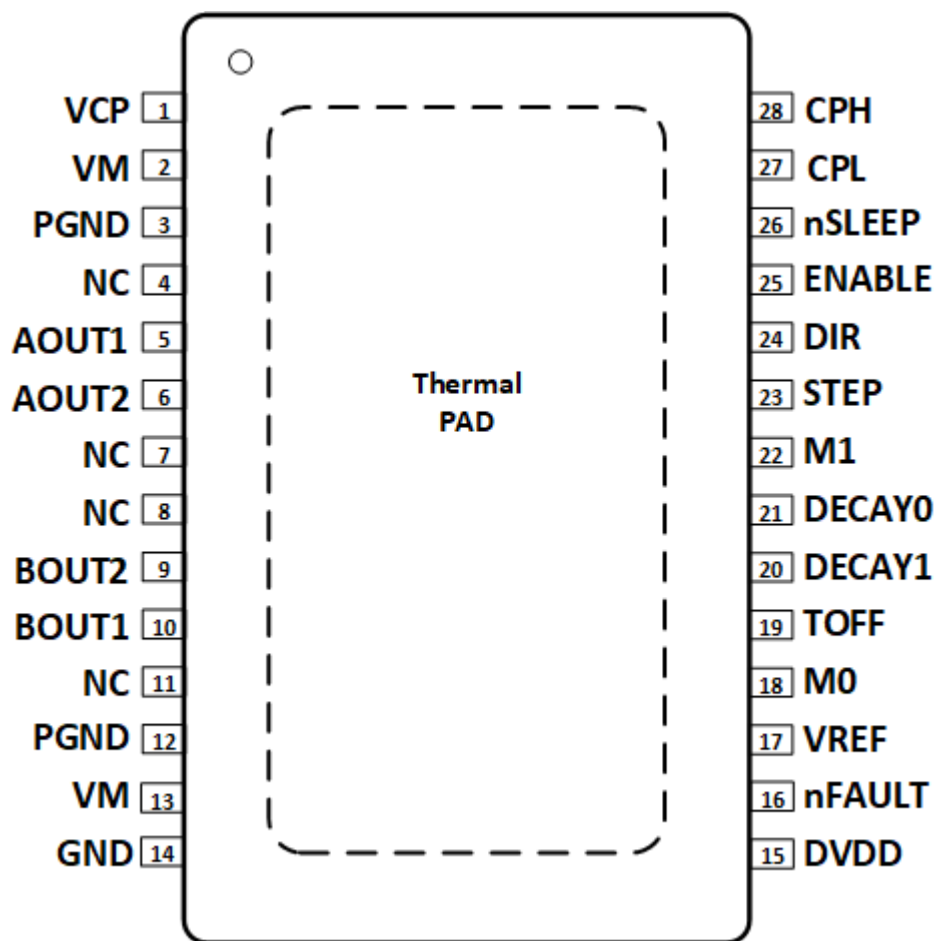 VCP 1
VM 2
PGND 3
NC 4
AOUT1 5
AOUT2 6
NC 7
NC 8
BOUT2 9
BOUT1 10
NC 11
PGND 12
VM 13
GND 14
Thermal
PAD
28 CPH
27 CPL
26 nSLEEP
25 ENABLE
24 DIR
23 STEP
22 M1
21 DECAY0
20 DECAY1
19 TOFF
18 M0
17 VREF
16 nFAULT
15 DVDD